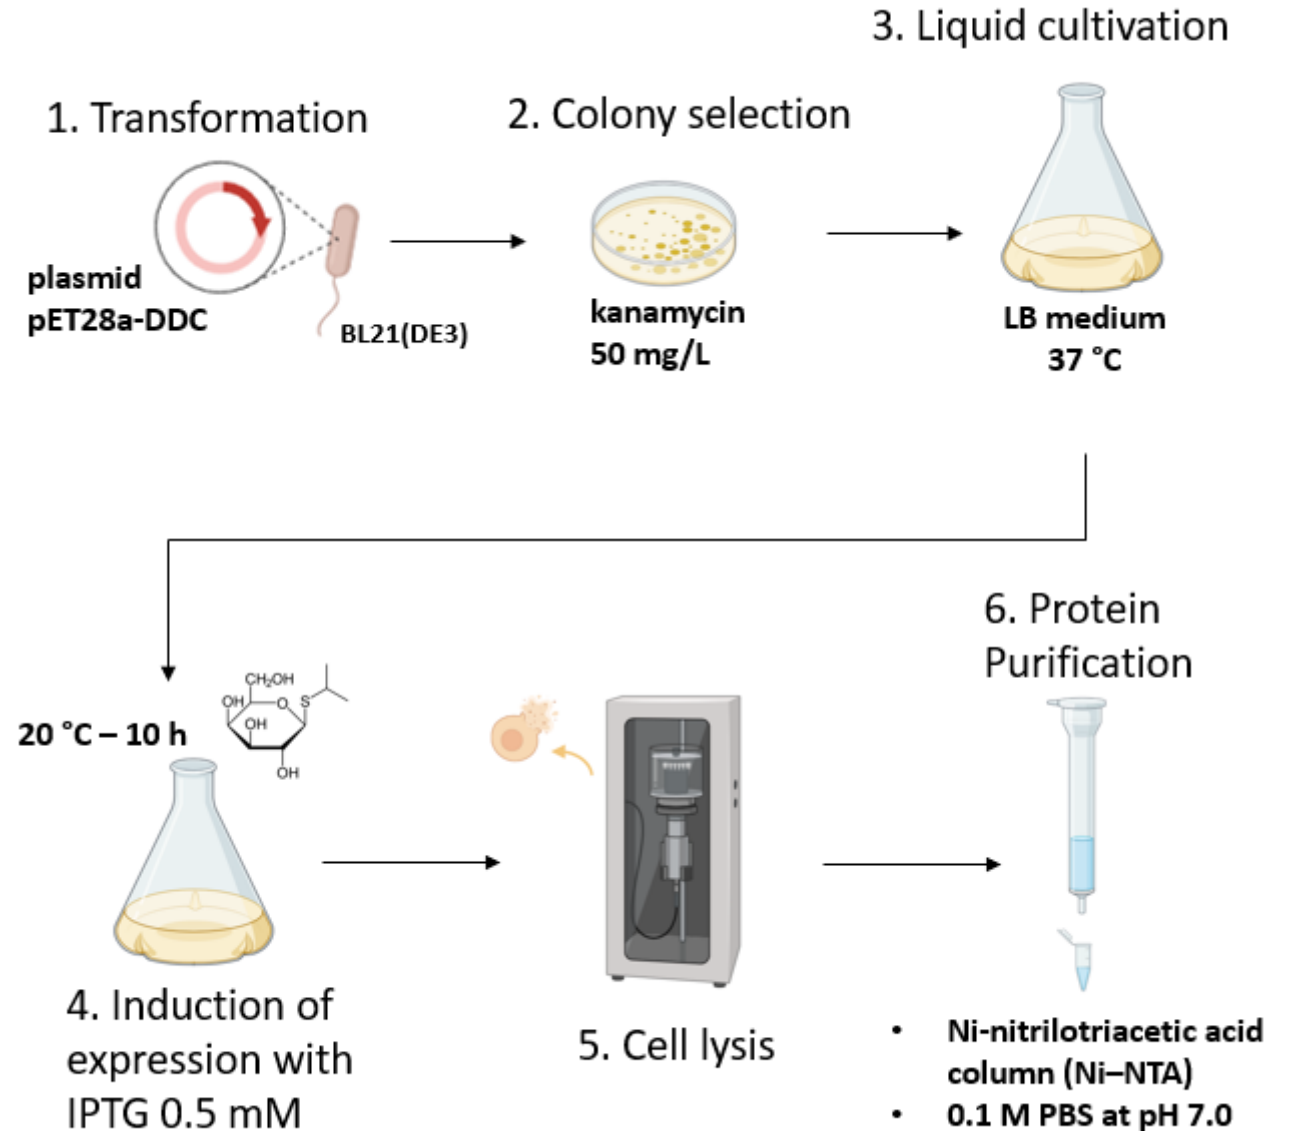 1. Transformation
plasmid
pET28a-DDC
BL21(DE3)
2. Colony selection
kanamycin
50 mg/L
3. Liquid cultivation
LB medium
37 °C
20 °C – 10 h
CH₂OH
OH
O
S
OH
OH
4. Induction of
expression with
IPTG 0.5 mM
5. Cell lysis
6. Protein
Purification
• Ni-nitrilotriacetic acid
column (Ni–NTA)
• 0.1 M PBS at pH 7.0